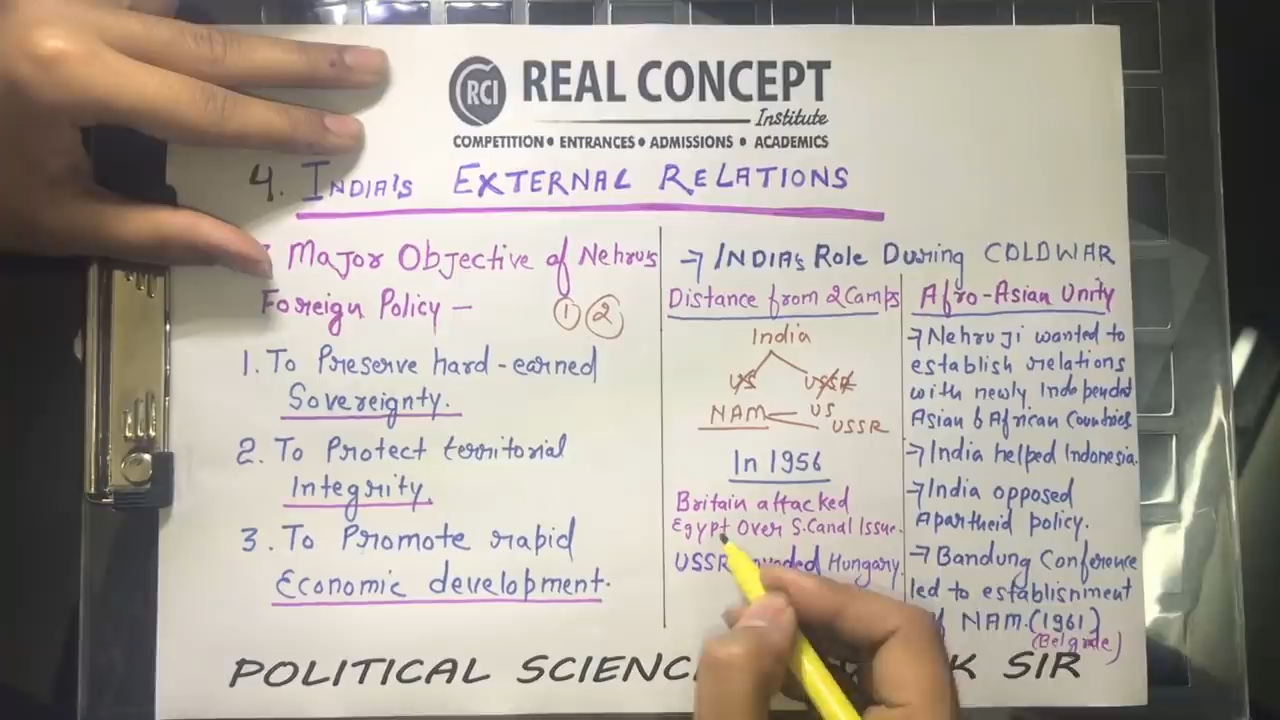 RCI REAL CONCEPT
Institute
COMPETITION • ENTRANCES • ADMISSIONS • ACADEMICS
4. INDIA'S EXTERNAL RELATIONS
Major Objective of Nehru's
Foreign Policy –
1 2
1. To Preserve hard-earned
Sovereignty.
2. To Protect territorial
Integrity.
3. To Promote rapid
Economic development.
→ INDIA's Role During COLDWAR
Distance from 2 Camps
India
US USSR
NAM US
USSR
In 1956
Britain attacked
Egypt Over S.Canal Issue.
USSR Hungary.
Afro-Asian Unity
→ Nehru ji wanted to
establish relations
with newly Independent
Asian & African Countries
→ India helped Indonesia.
→ India opposed
Apartheid policy.
→ Bandung Conference
led to establisnment
NAM.(1961)
(Belgrade)
POLITICAL SCIENC K SIR